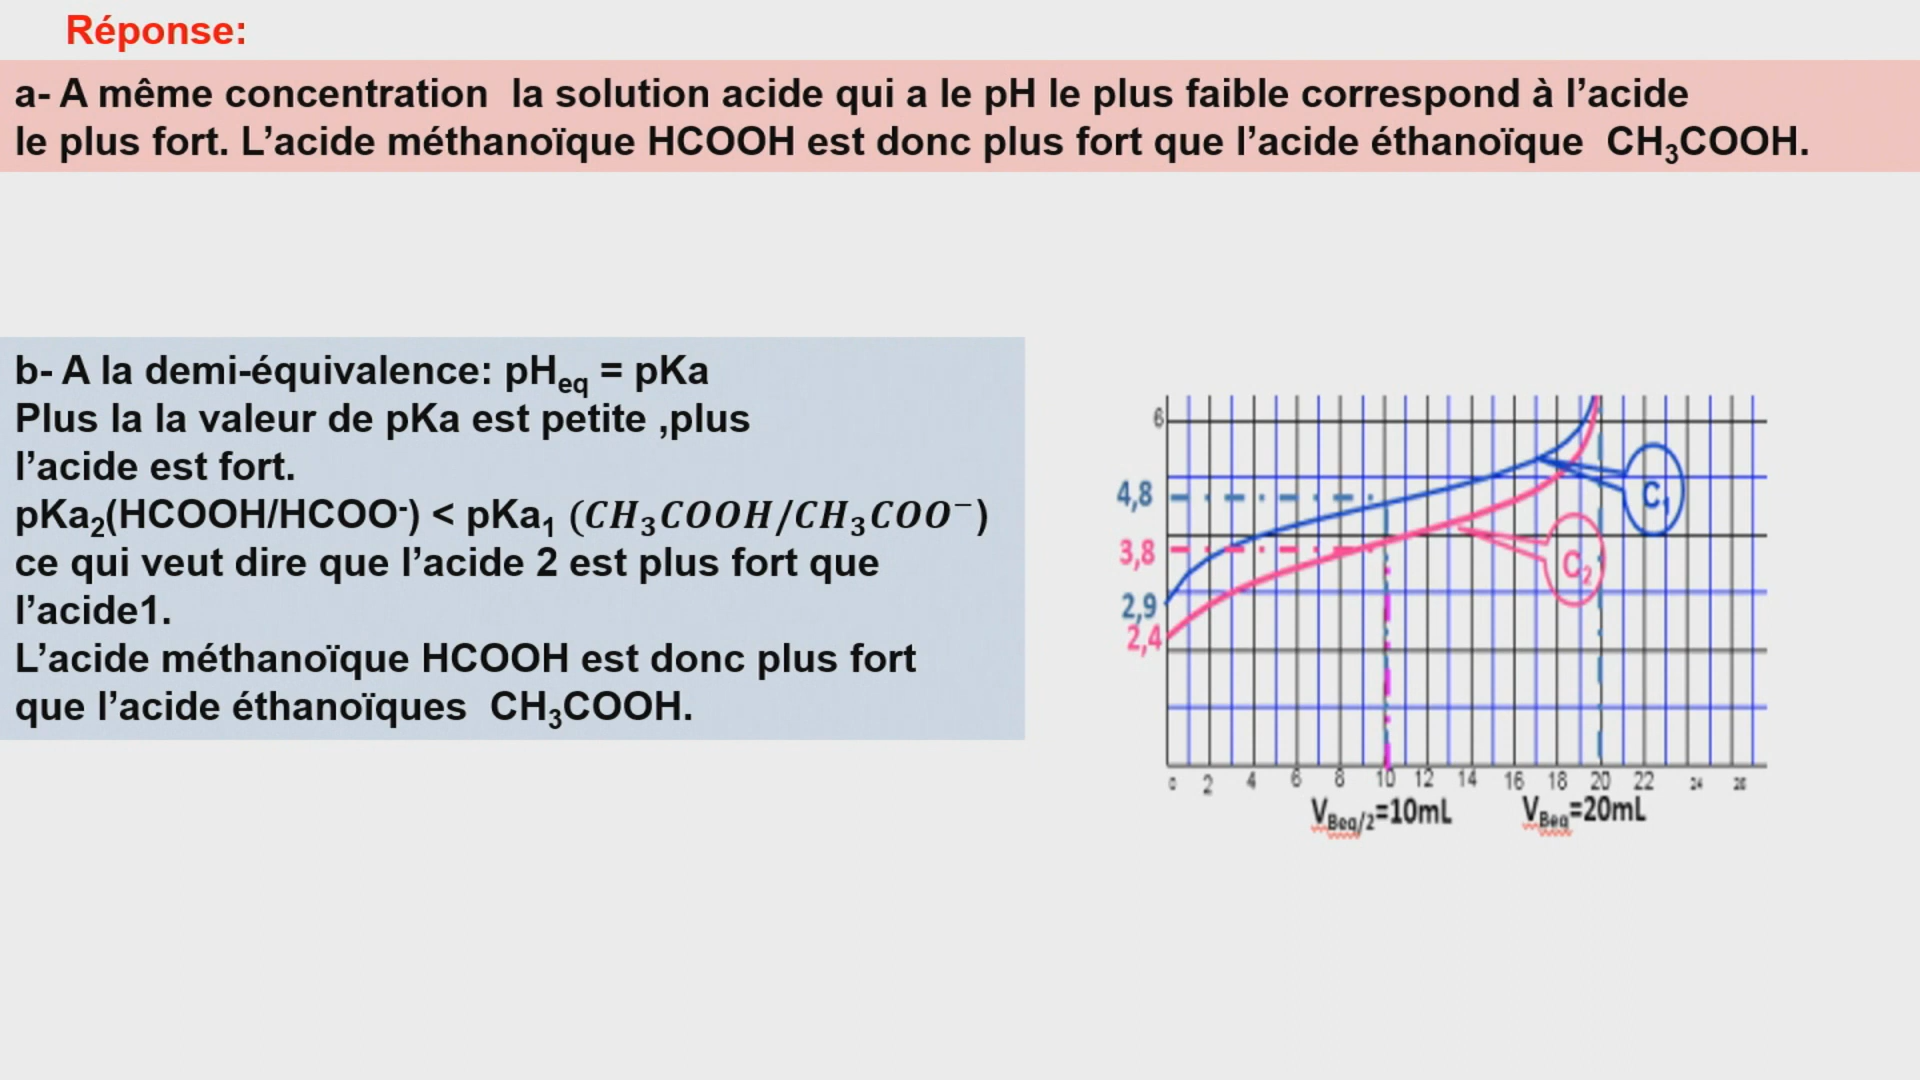 Réponse:
a- A même concentration la solution acide qui a le pH le plus faible correspond à l’acide
le plus fort. L’acide méthanoïque HCOOH est donc plus fort que l’acide éthanoïque CH₃COOH.
b- A la demi-équivalence: pHeq = pKa
Plus la la valeur de pKa est petite ,plus
l’acide est fort.
pKa₂(HCOOH/HCOO⁻) < pKa₁ (CH₃COOH/CH₃COO⁻)
ce qui veut dire que l’acide 2 est plus fort que
l’acide1.
L’acide méthanoïque HCOOH est donc plus fort
que l’acide éthanoïques CH₃COOH.
6
4,8
3,8
2,9
2,4
C₁
C₂
0 2 4 6 8 10 12 14 16 18 20 22 24 26
VBeq/2=10mL VBeq=20mL